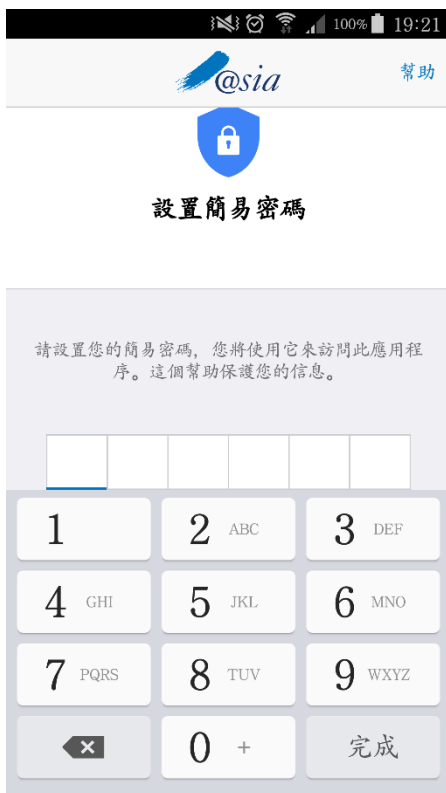 100% 19:21
@sia
幫助
設置簡易密碼
請設置您的簡易密碼，您將使用它來訪問此應用程
序。這個幫助保護您的信息。
1
2 ABC
3 DEF
4 GHI
5 JKL
6 MNO
7 PQRS
8 TUV
9 WXYZ
0 +
完成